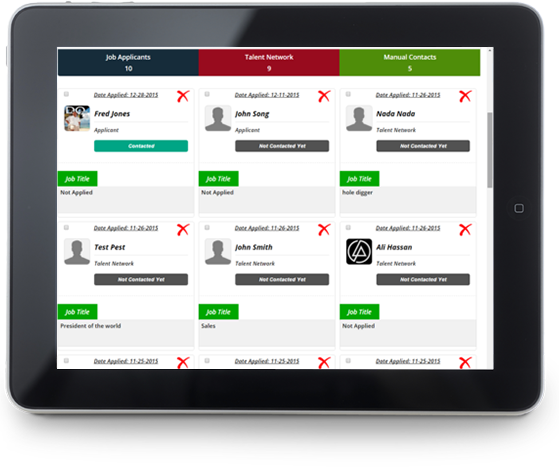 Job Applicants
10
Talent Network
9
Manual Contacts
5
Date Applied: 12-28-2015
Fred Jones
Applicant
Contacted
Job Title
Not Applied
Date Applied: 12-11-2015
John Song
Applicant
Not Contacted Yet
Job Title
Not Applied
Date Applied: 11-26-2015
Nada Nada
Talent Network
Not Contacted Yet
Job Title
hole digger
Date Applied: 11-26-2015
Test Pest
Talent Network
Not Contacted Yet
Job Title
President of the world
Date Applied: 11-26-2015
John Smith
Talent Network
Not Contacted Yet
Job Title
Sales
Date Applied: 11-26-2015
Ali Hassan
Talent Network
Not Contacted Yet
Job Title
Not Applied
Date Applied: 11-25-2015
Date Applied: 11-25-2015
Date Applied: 11-25-2015